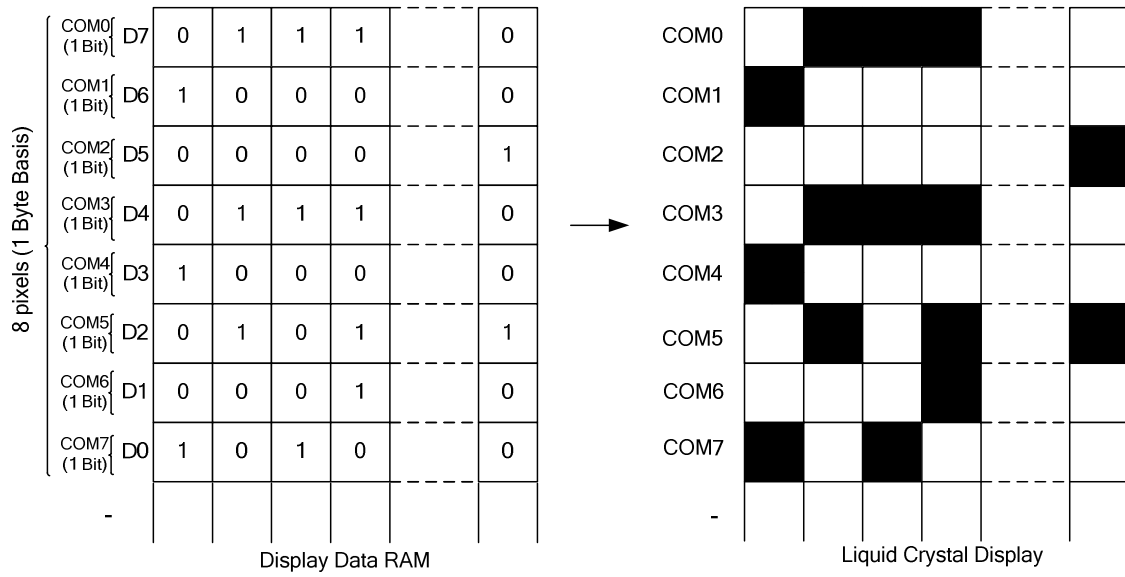 8 pixels (1 Byte Basis)
COM0 (1 Bit) D7 0 1 1 1 0
COM1 (1 Bit) D6 1 0 0 0 0
COM2 (1 Bit) D5 0 0 0 0 1
COM3 (1 Bit) D4 0 1 1 1 0
COM4 (1 Bit) D3 1 0 0 0 0
COM5 (1 Bit) D2 0 1 0 1 1
COM6 (1 Bit) D1 0 0 0 1 0
COM7 (1 Bit) D0 1 0 1 0 0
-
Display Data RAM
COM0
COM1
COM2
COM3
COM4
COM5
COM6
COM7
-
Liquid Crystal Display